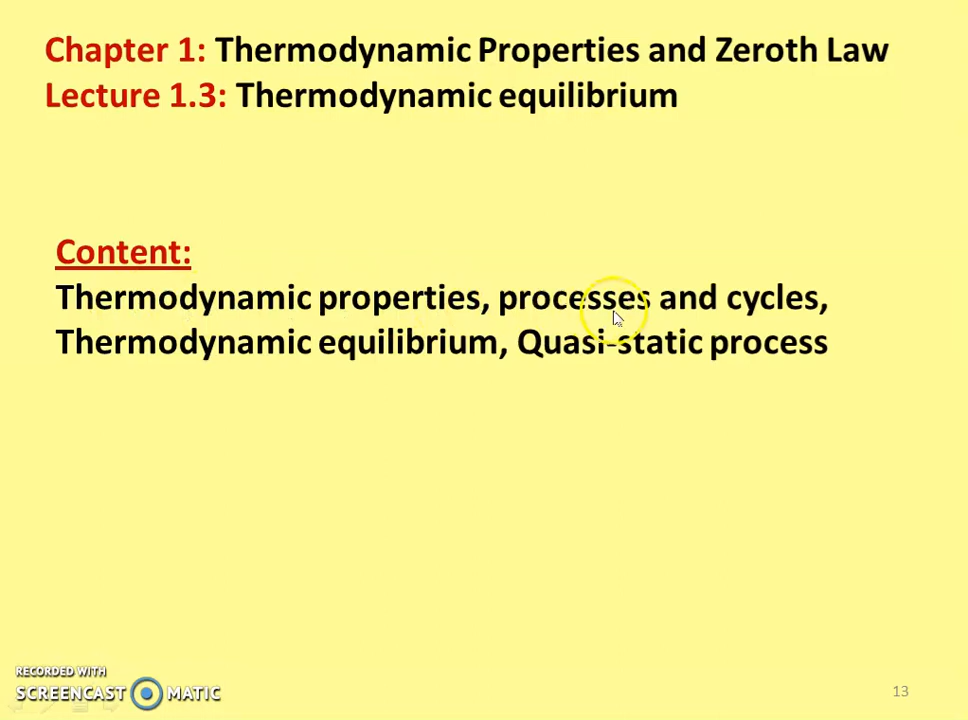 Chapter 1: Thermodynamic Properties and Zeroth Law
Lecture 1.3: Thermodynamic equilibrium
Content:
Thermodynamic properties, processes and cycles,
Thermodynamic equilibrium, Quasi-static process
RECORDED WITH
SCREENCAST MATIC
13